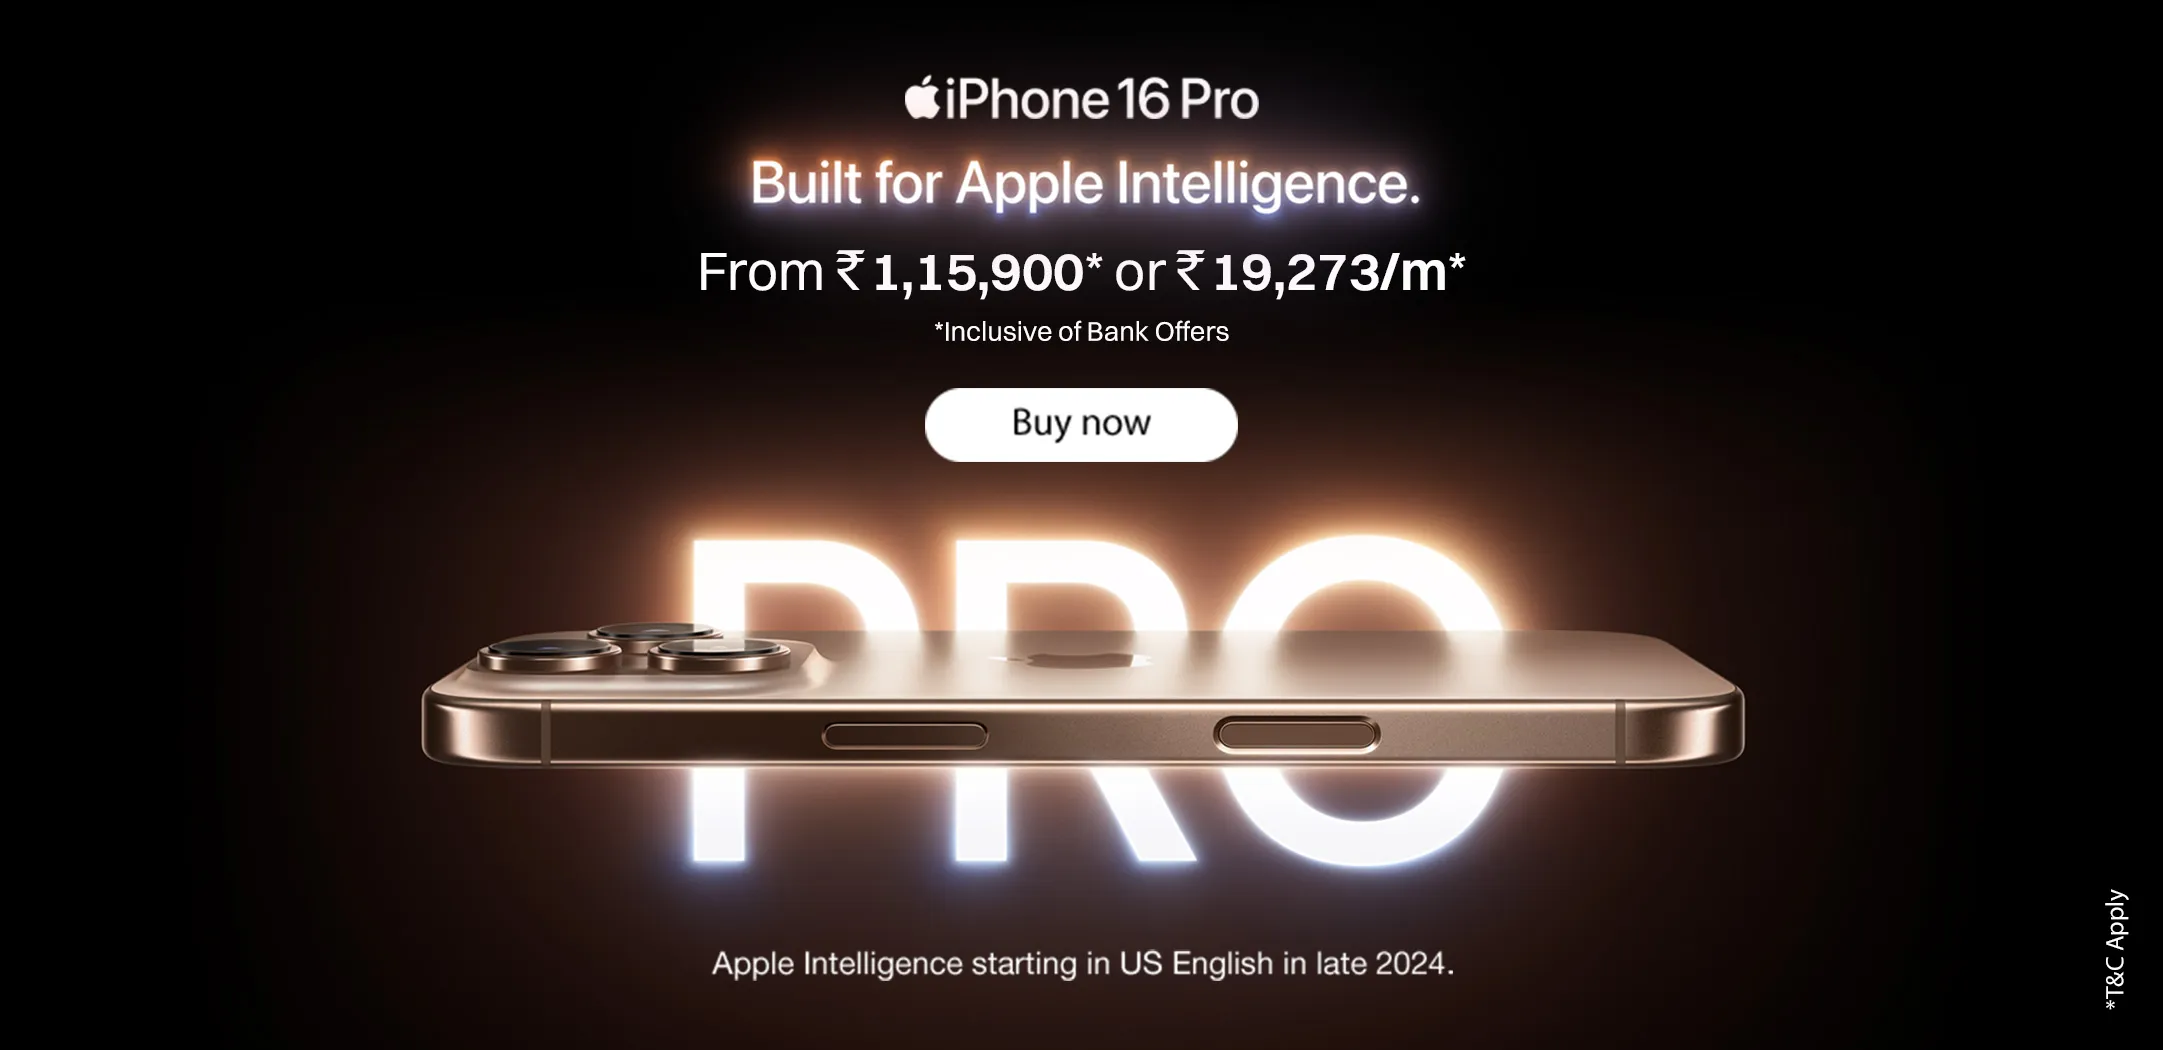 iPhone 16 Pro
Built for Apple Intelligence.
From ₹1,15,900* or ₹19,273/m*
*Inclusive of Bank Offers
Buy now
PRO
Apple Intelligence starting in US English in late 2024.
*T&C Apply